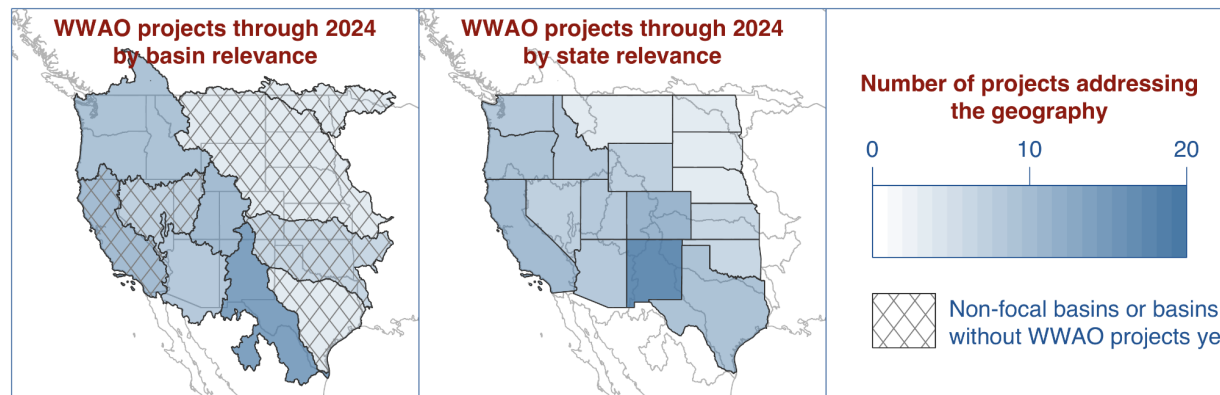 WWAO projects through 2024
by basin relevance
WWAO projects through 2024
by state relevance
Number of projects addressing
the geography
0 10 20
Non-focal basins or basins
without WWAO projects ye